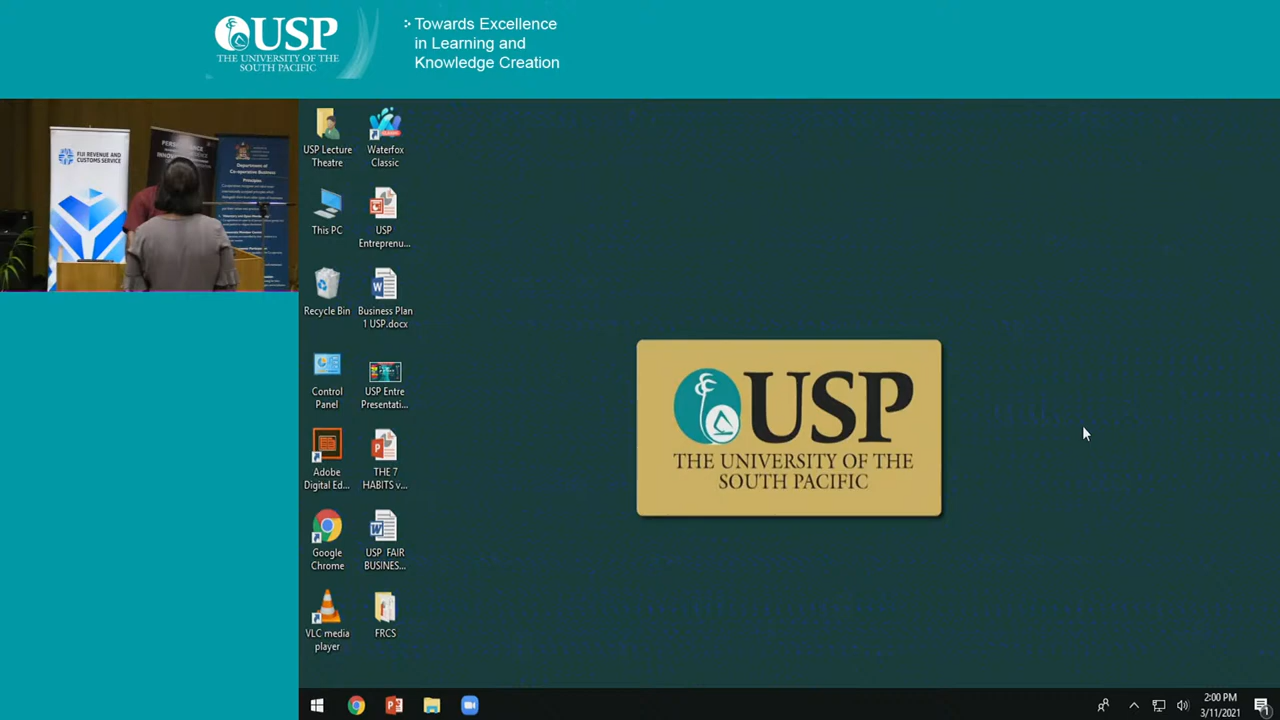 USP
THE UNIVERSITY OF THE
SOUTH PACIFIC
Towards Excellence
in Learning and
Knowledge Creation
FIJI REVENUE AND
CUSTOMS SERVICE
Department of
Co-operative Business
Principles
USP Lecture
Theatre
Waterfox
Classic
This PC
USP
Entreprenu...
Recycle Bin
Business Plan
1 USP.docx
Control
Panel
USP Entre
Presentati...
Adobe
Digital Ed...
THE 7
HABITS v...
Google
Chrome
USP FAIR
BUSINES...
VLC media
player
FRCS
USP
THE UNIVERSITY OF THE
SOUTH PACIFIC
2:00 PM
3/11/2021